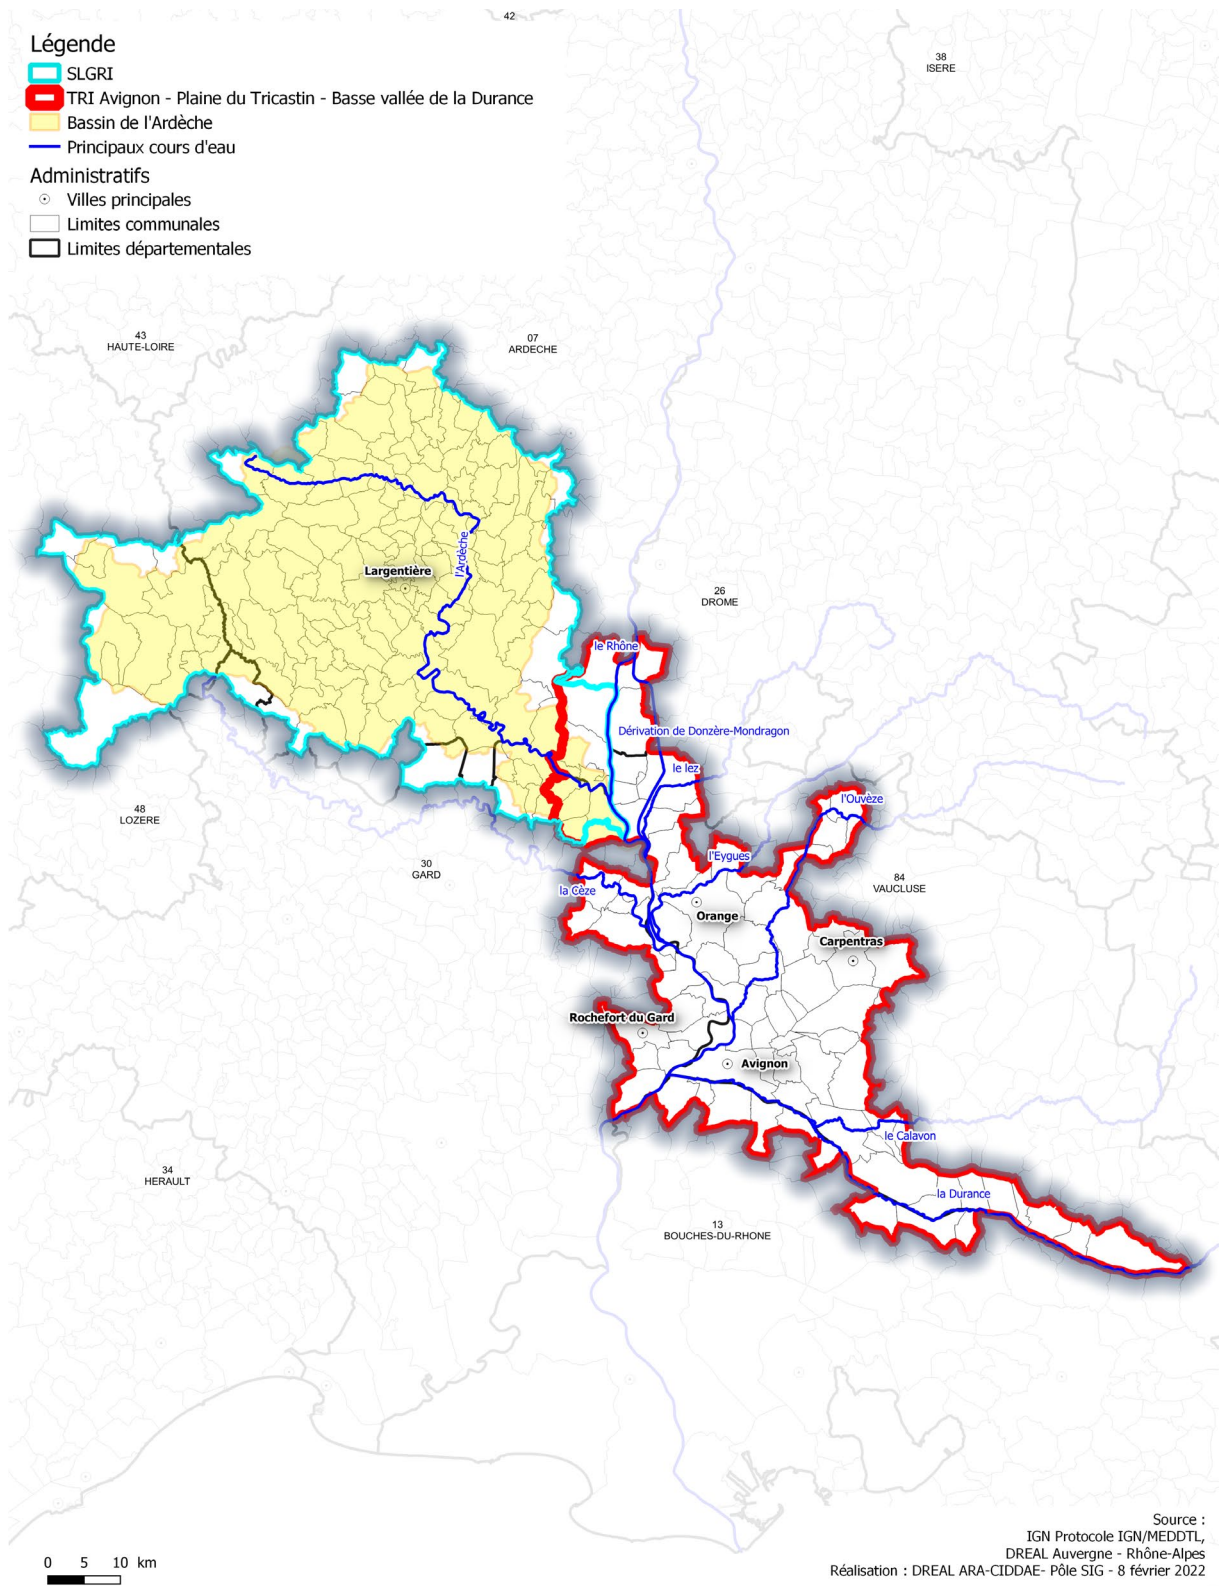 42
Légende
SLGRI
TRI Avignon - Plaine du Tricastin - Basse vallée de la Durance
Bassin de l'Ardèche
Principaux cours d'eau
Administratifs
Villes principales
Limites communales
Limites départementales
38
ISERE
43
HAUTE-LOIRE
07
ARDECHE
l'Ardèche
Largentière
26
DROME
le Rhône
Dérivation de Donzère-Mondragon
le lez
l'Ouvèze
48
LOZERE
30
GARD
l'Eygues
84
VAUCLUSE
la Cèze
Orange
Carpentras
Rochefort du Gard
Avignon
le Calavon
34
HERAULT
la Durance
13
BOUCHES-DU-RHONE
Source :
IGN Protocole IGN/MEDDTL,
DREAL Auvergne - Rhône-Alpes
Réalisation : DREAL ARA-CIDDAE- Pôle SIG - 8 février 2022
0 5 10 km